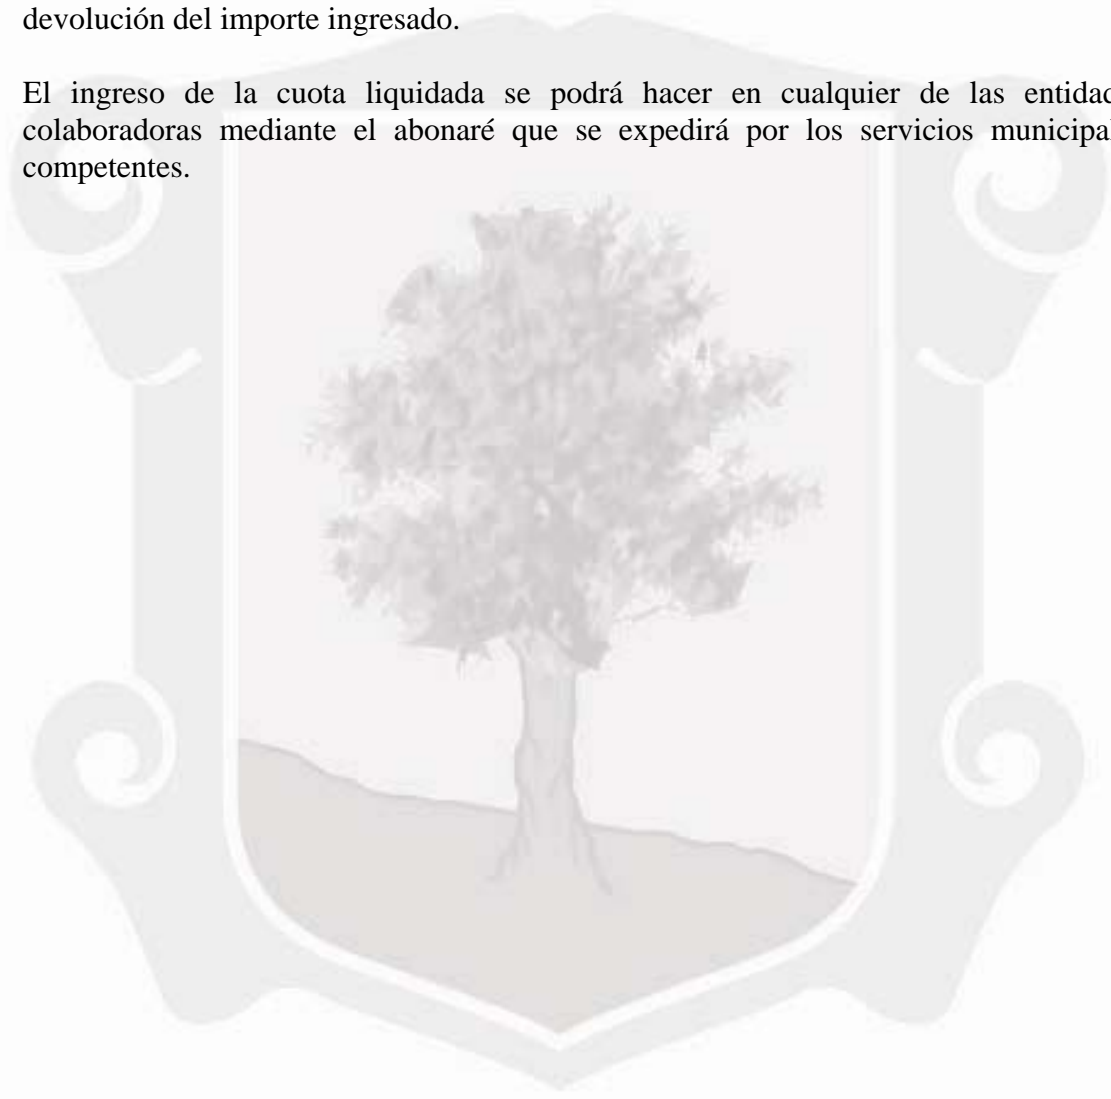 devolución del importe ingresado.
El ingreso de la cuota liquidada se podrá hacer en cualquier de las entidad
colaboradoras mediante el abonaré que se expedirá por los servicios municipal
competentes.